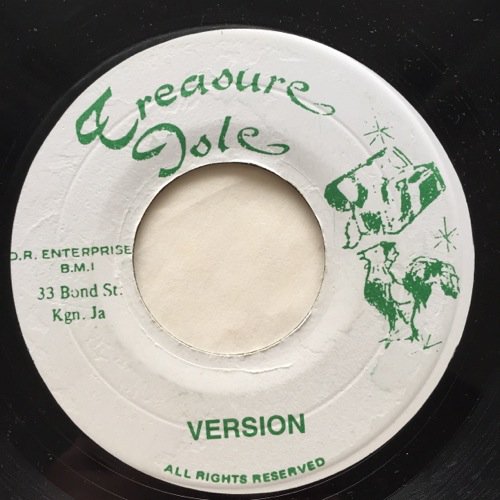 Treasure
Isle
D.R. ENTERPRISE
B.M.I
33 Bond St.
Kgn. Ja
VERSION
ALL RIGHTS RESERVED